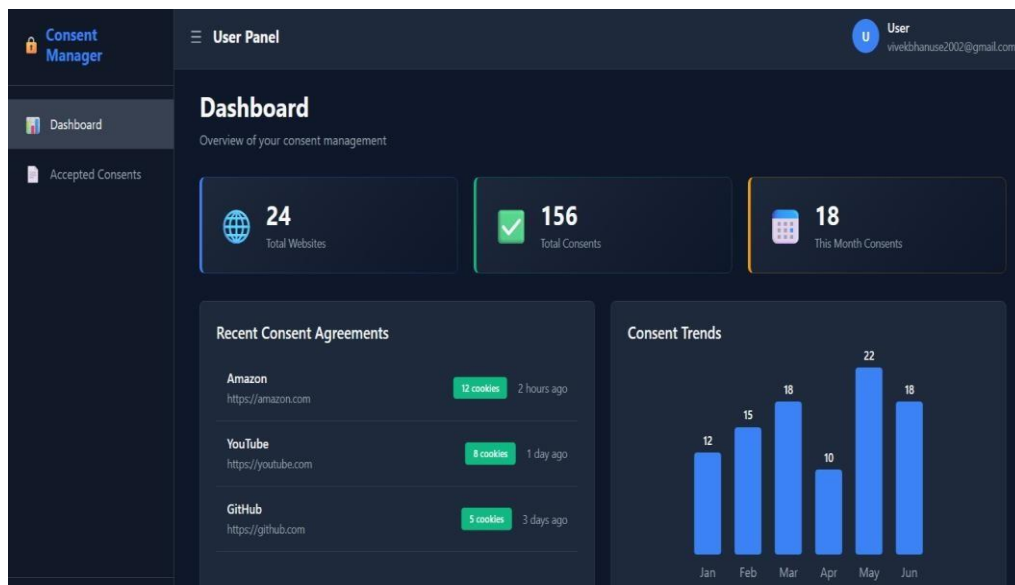 Consent
Manager
User Panel
U
User
vivekbhanuse2002@gmail.com
Dashboard
Accepted Consents
Dashboard
Overview of your consent management
24
Total Websites
156
Total Consents
18
This Month Consents
Recent Consent Agreements
Amazon
https://amazon.com
12 cookies
2 hours ago
YouTube
https://youtube.com
8 cookies
1 day ago
GitHub
https://github.com
5 cookies
3 days ago
Consent Trends
12
15
18
10
22
18
Jan Feb Mar Apr May Jun